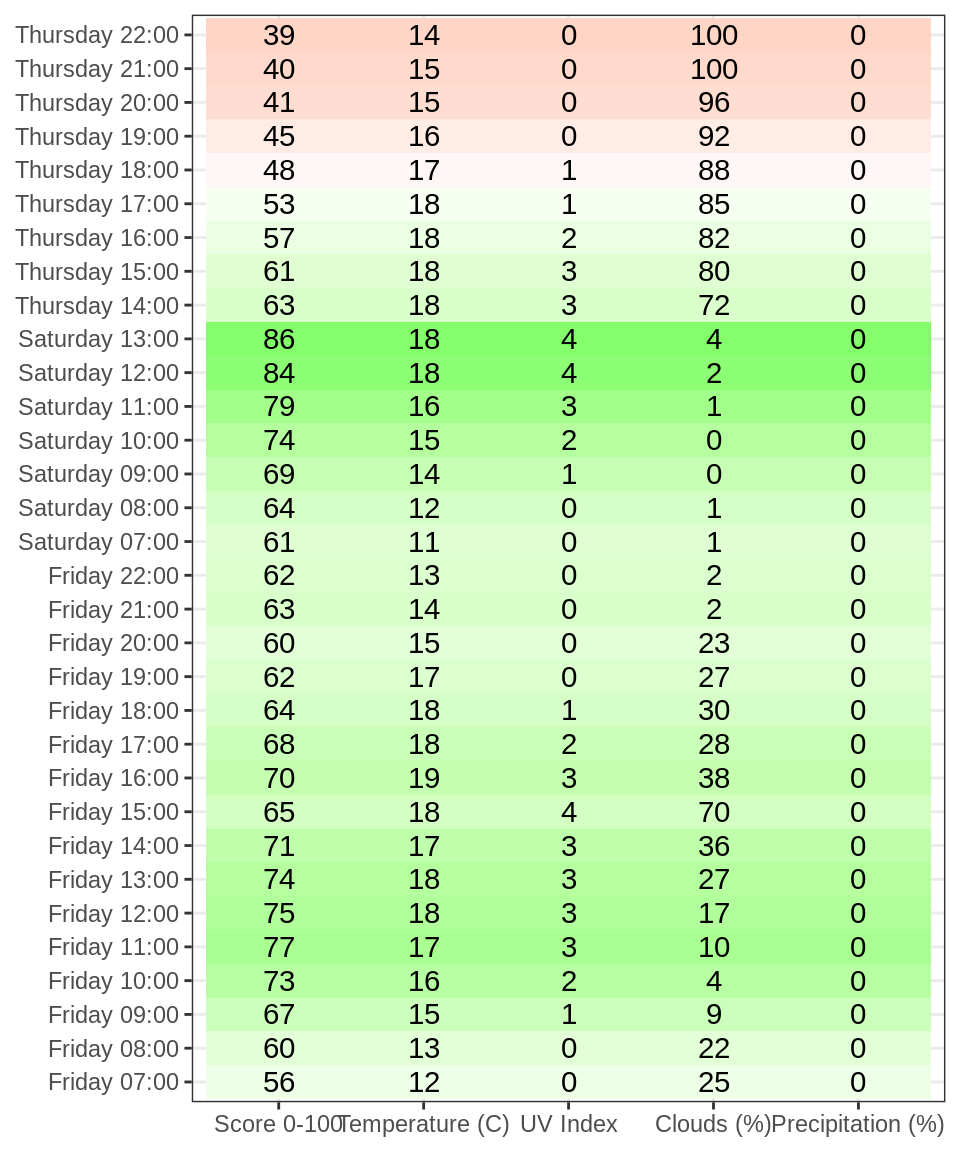 Thursday 22:00 39 14 0 100 0
Thursday 21:00 40 15 0 100 0
Thursday 20:00 41 15 0 96 0
Thursday 19:00 45 16 0 92 0
Thursday 18:00 48 17 1 88 0
Thursday 17:00 53 18 1 85 0
Thursday 16:00 57 18 2 82 0
Thursday 15:00 61 18 3 80 0
Thursday 14:00 63 18 3 72 0
Saturday 13:00 86 18 4 4 0
Saturday 12:00 84 18 4 2 0
Saturday 11:00 79 16 3 1 0
Saturday 10:00 74 15 2 0 0
Saturday 09:00 69 14 1 0 0
Saturday 08:00 64 12 0 1 0
Saturday 07:00 61 11 0 1 0
Friday 22:00 62 13 0 2 0
Friday 21:00 63 14 0 2 0
Friday 20:00 60 15 0 23 0
Friday 19:00 62 17 0 27 0
Friday 18:00 64 18 1 30 0
Friday 17:00 68 18 2 28 0
Friday 16:00 70 19 3 38 0
Friday 15:00 65 18 4 70 0
Friday 14:00 71 17 3 36 0
Friday 13:00 74 18 3 27 0
Friday 12:00 75 18 3 17 0
Friday 11:00 77 17 3 10 0
Friday 10:00 73 16 2 4 0
Friday 09:00 67 15 1 9 0
Friday 08:00 60 13 0 22 0
Friday 07:00 56 12 0 25 0
Score 0-100 Temperature (C) UV Index Clouds (%) Precipitation (%)